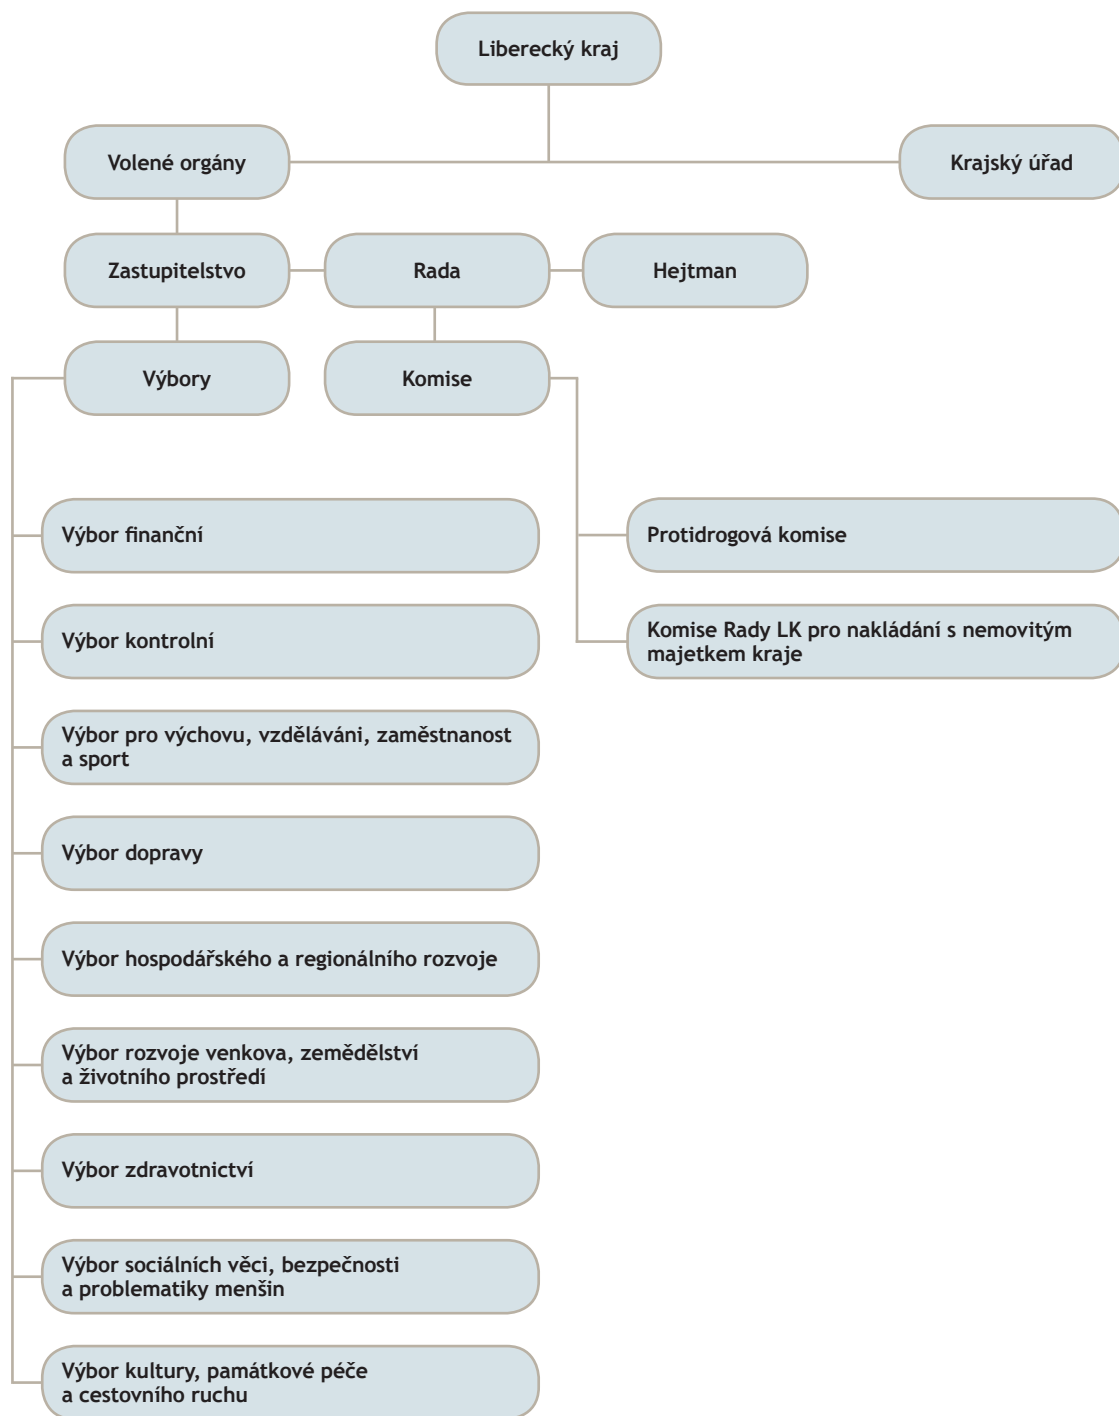 Liberecký kraj
Volené orgány
Krajský úřad
Zastupitelstvo
Rada
Hejtman
Výbory
Komise
Výbor finanční
Výbor kontrolní
Výbor pro výchovu, vzděláváni, zaměstnanost
a sport
Výbor dopravy
Výbor hospodářského a regionálního rozvoje
Výbor rozvoje venkova, zemědělství
a životního prostředí
Výbor zdravotnictví
Výbor sociálních věci, bezpečnosti
a problematiky menšin
Výbor kultury, památkové péče
a cestovního ruchu
Protidrogová komise
Komise Rady LK pro nakládání s nemovitým
majetkem kraje